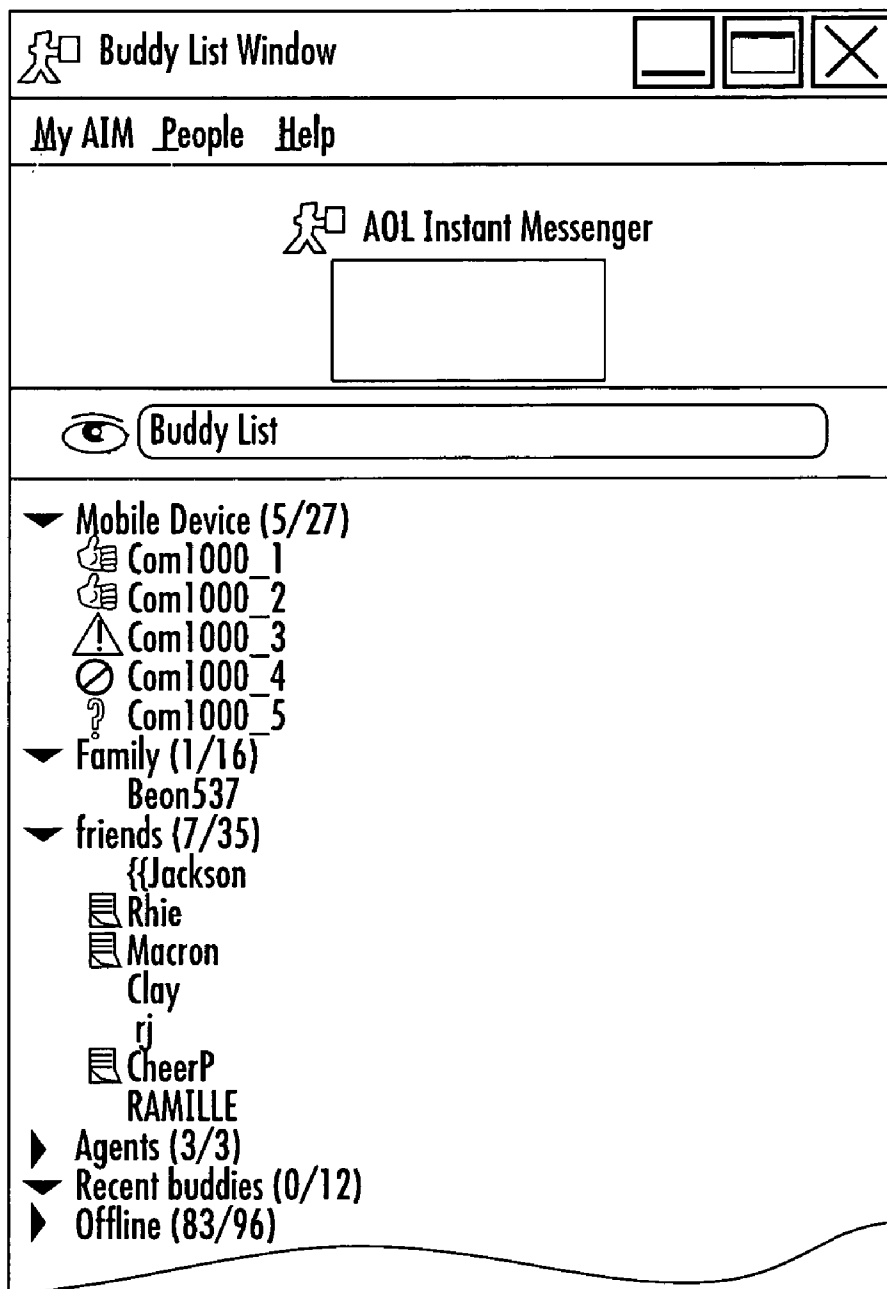 Buddy List Window
My AIM People Help
AOL Instant Messenger
Buddy List
Mobile Device (5/27)
Com1000_1
Com1000_2
Com1000_3
Com1000_4
Com1000_5
Family (1/16)
Beon537
friends (7/35)
{{Jackson
Rhie
Macron
Clay
rj
CheerP
RAMILLE
Agents (3/3)
Recent buddies (0/12)
Offline (83/96)